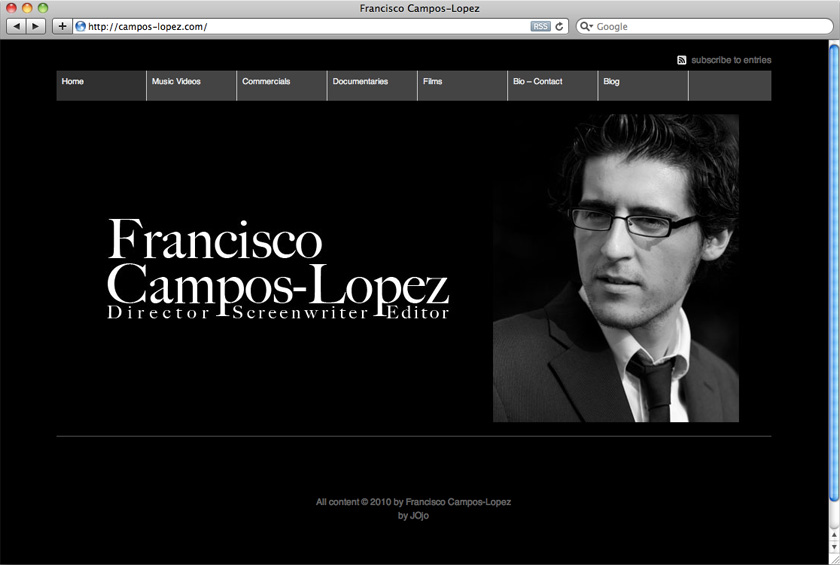 Francisco Campos-Lopez
http://campos-lopez.com/
RSS
Google
subscribe to entries
Home
Music Videos
Commercials
Documentaries
Films
Bio – Contact
Blog
Francisco
Campos-Lopez
Director Screenwriter Editor
All content © 2010 by Francisco Campos-Lopez
by JOjo